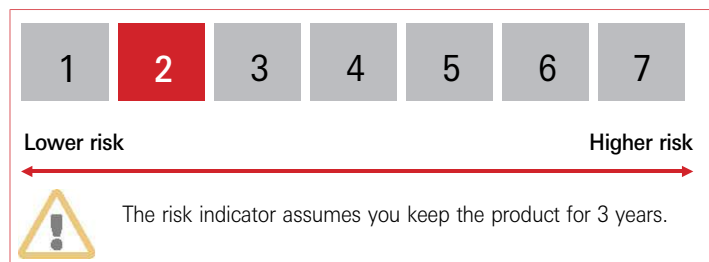 1 2 3 4 5 6 7
Lower risk Higher risk
The risk indicator assumes you keep the product for 3 years.